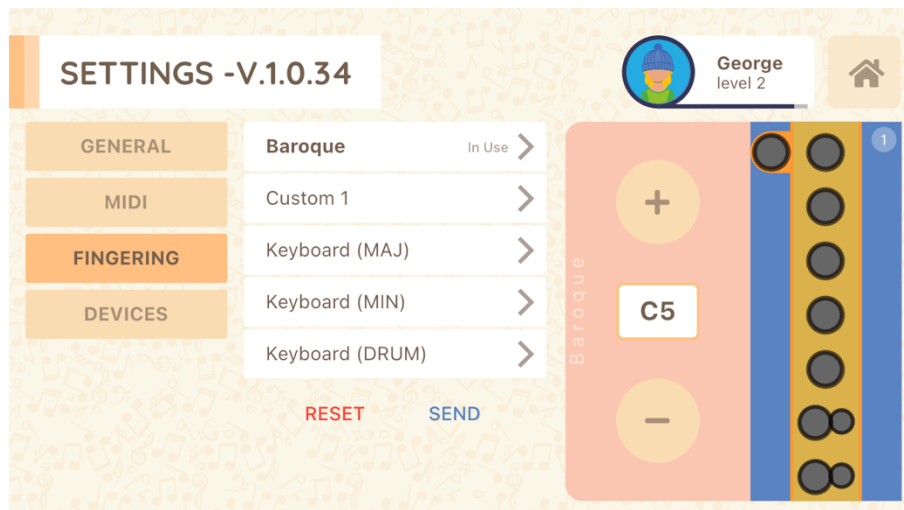 SETTINGS -V.1.0.34
George
level 2
GENERAL
MIDI
FINGERING
DEVICES
Baroque In Use
Custom 1
Keyboard (MAJ)
Keyboard (MIN)
Keyboard (DRUM)
RESET SEND
Baroque
+
C5
−
1